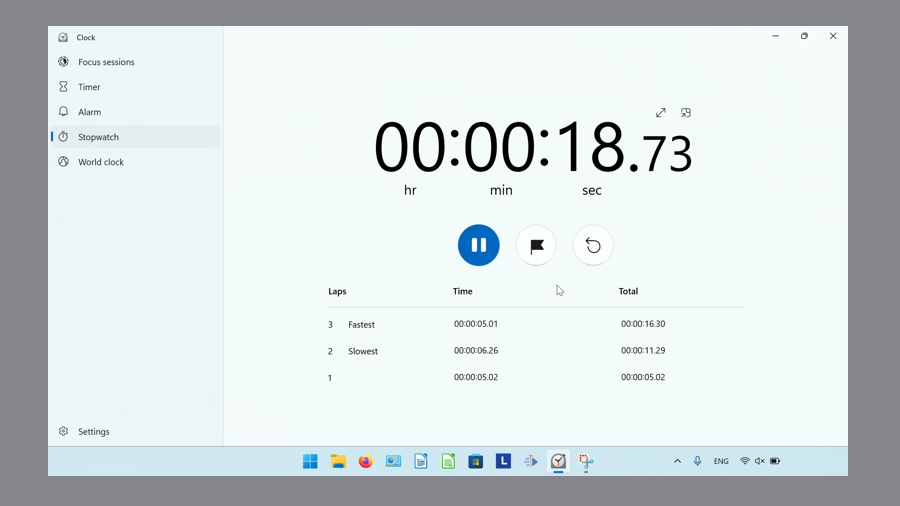 Clock
Focus sessions
Timer
Alarm
Stopwatch
World clock
00:00:18.73
hr min sec
Laps Time Total
3 Fastest 00:00:05.01 00:00:16.30
2 Slowest 00:00:06.26 00:00:11.29
1 00:00:05.02 00:00:05.02
Settings
L
ENG